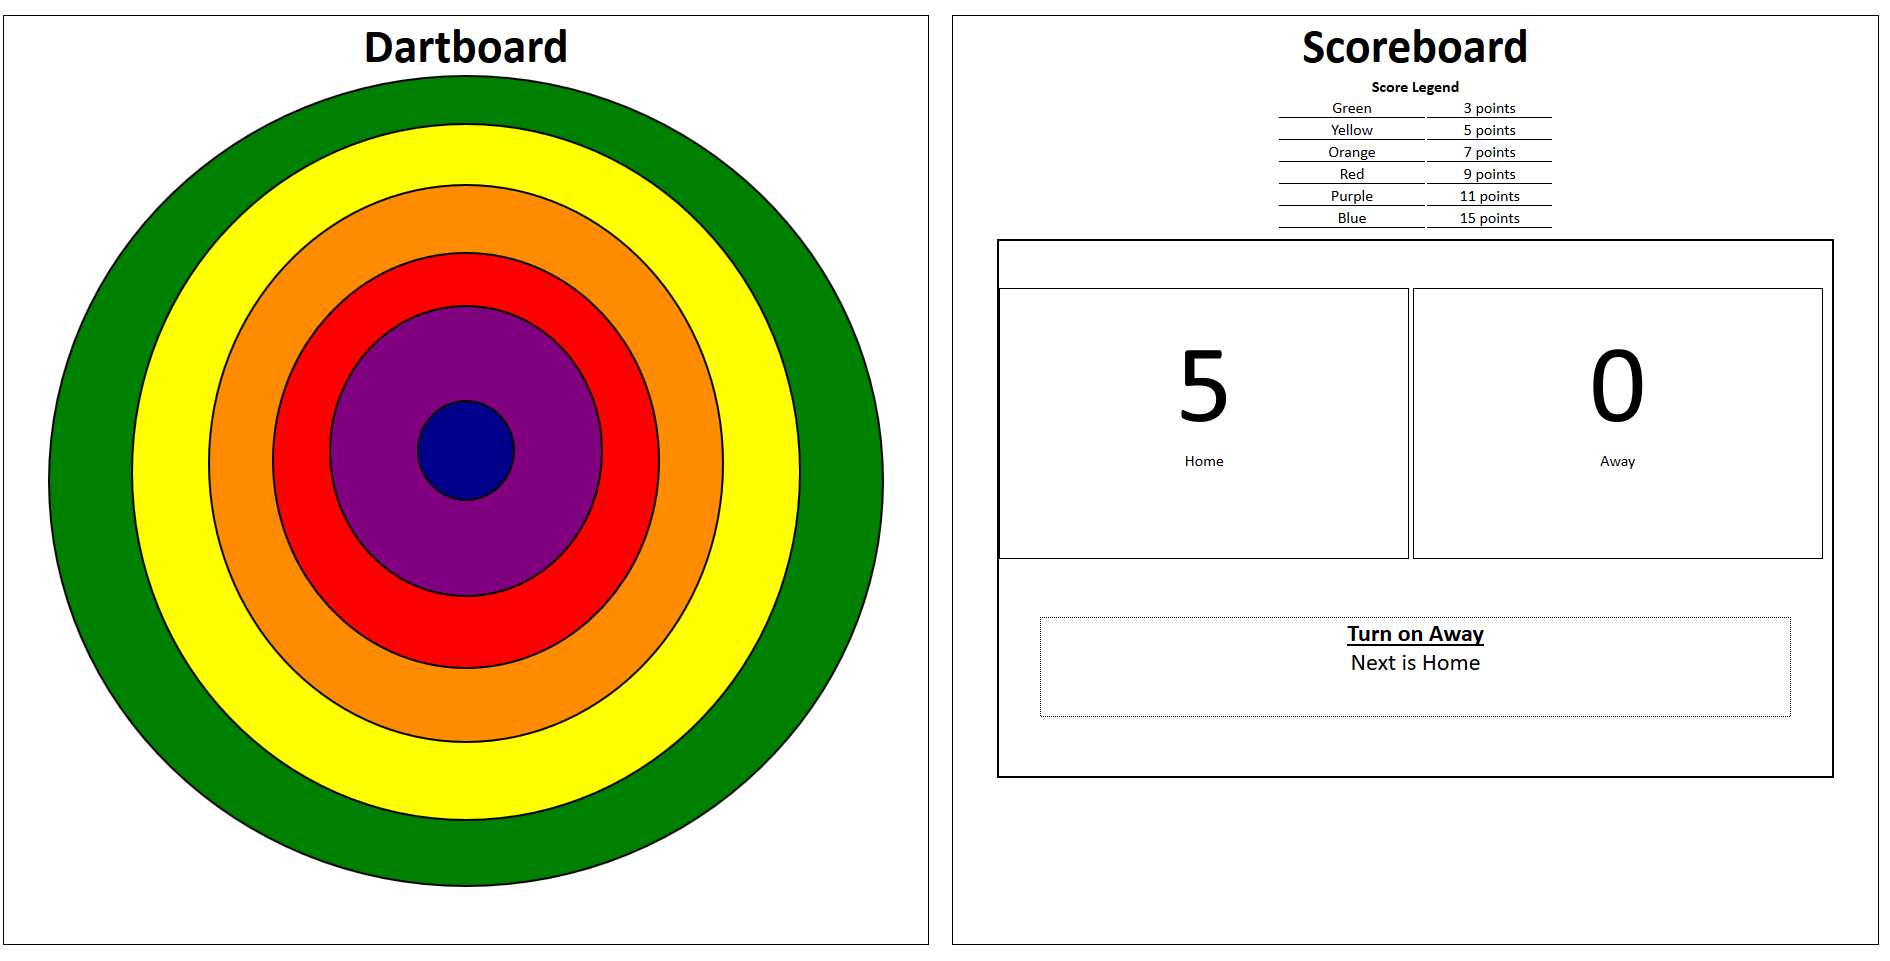 Dartboard
Scoreboard
Score Legend
Green 3 points
Yellow 5 points
Orange 7 points
Red 9 points
Purple 11 points
Blue 15 points
5 0
Home Away
Turn on Away
Next is Home